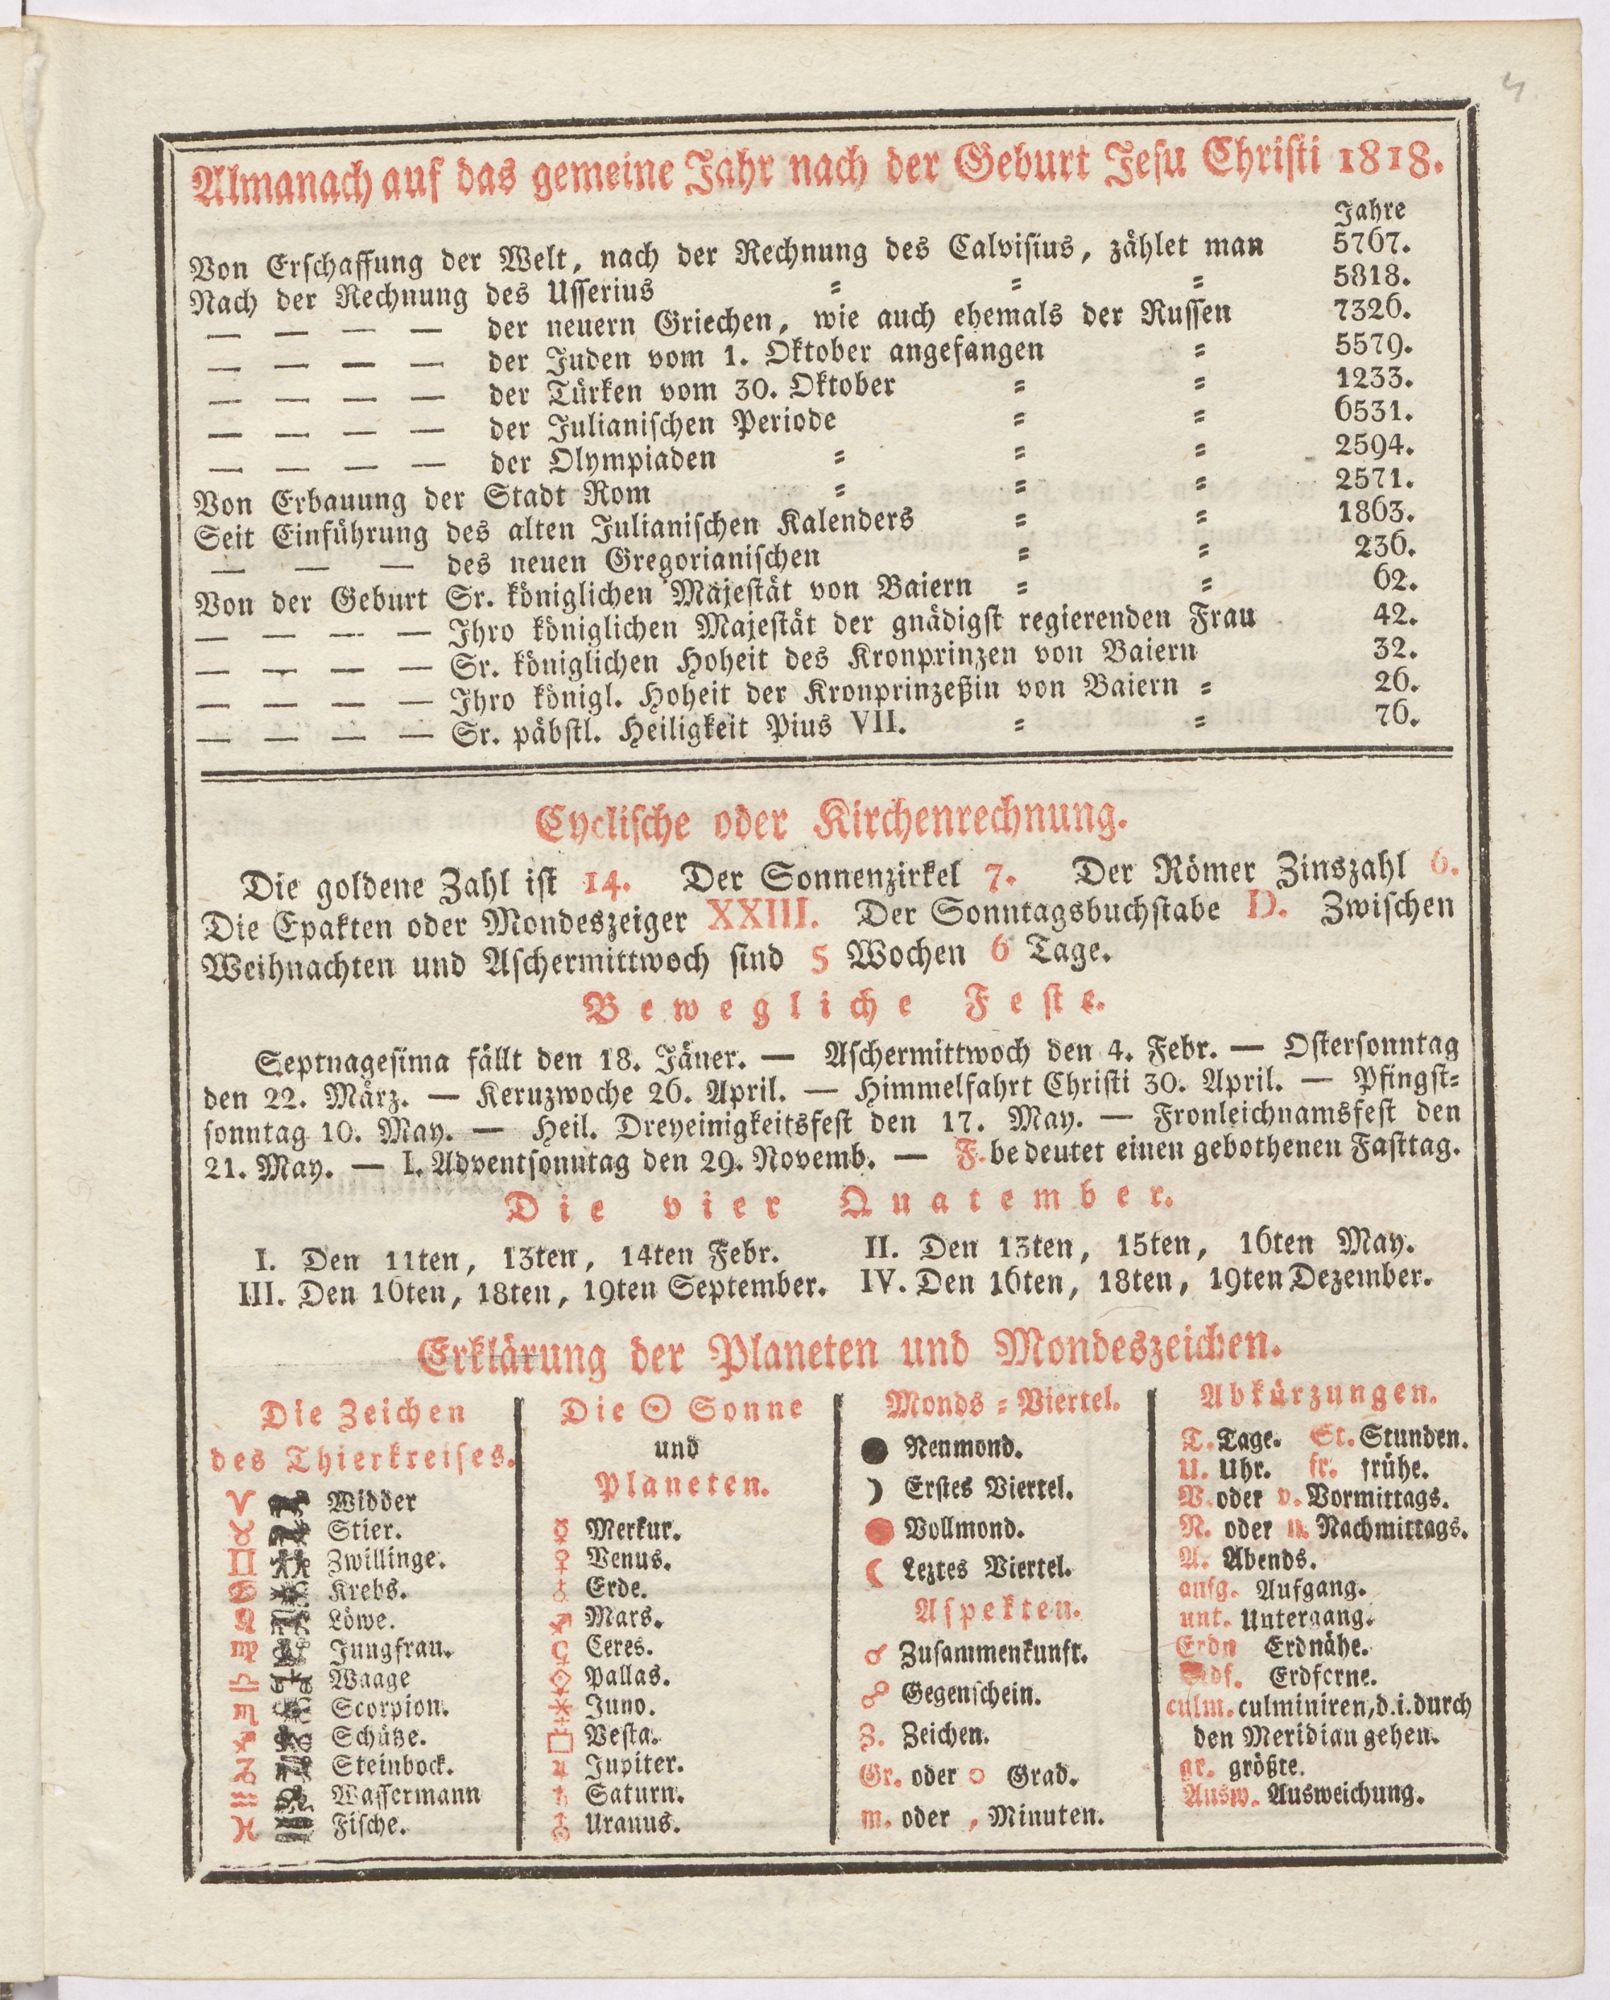 4
Almanach auf das gemeine Jahr nach der Geburt Jesu Christi 1818.
Jahre
Von Erschaffung der Welt, nach der Rechnung des Calvisius, zählet man 5767.
Nach der Rechnung des Usserius = = = 5818.
— — — — der neuern Griechen, wie auch ehemals der Russen 7326.
— — — — der Juden vom 1. Oktober angefangen = 5579.
— — — — der Türken vom 30. Oktober = = 1233.
— — — — der Julianischen Periode = = 6531.
— — — — der Olympiaden = = = 2594.
Von Erbauung der Stadt Rom = = = 2571.
Seit Einführung des alten Julianischen Kalenders = = 1863.
— — — des neuen Gregorianischen = = 236.
Von der Geburt Sr. königlichen Majestät von Baiern = = 62.
— — — — Ihro königlichen Majestät der gnädigst regierenden Frau 42.
— — — — Sr. königlichen Hoheit des Kronprinzen von Baiern 32.
— — — — Ihro königl. Hoheit der Kronprinzeßin von Baiern = 26.
— — — — Sr. päbstl. Heiligkeit Pius VII. = = 76.
Cyclische oder Kirchenrechnung.
Die goldene Zahl ist 14. Der Sonnenzirkel 7. Der Römer Zinszahl 6.
Die Epakten oder Mondeszeiger XXIII. Der Sonntagsbuchstabe D. Zwischen
Weihnachten und Aschermittwoch sind 5 Wochen 6 Tage.
Bewegliche Feste.
Septnagesima fällt den 18. Jäner. — Aschermittwoch den 4. Febr. — Ostersonntag
den 22. März. — Keruzwoche 26. April. — Himmelfahrt Christi 30. April. — Pfingst=
sonntag 10. May. — Heil. Dreyeinigkeitsfest den 17. May. — Fronleichnamsfest den
21. May. — I. Adventsonntag den 29. Novemb. — F. bedeutet einen gebothenen Fasttag.
Die vier Quatember.
I. Den 11ten, 13ten, 14ten Febr. II. Den 13ten, 15ten, 16ten May.
III. Den 16ten, 18ten, 19ten September. IV. Den 16ten, 18ten, 19ten Dezember.
Erklärung der Planeten und Mondeszeichen.
Die Zeichen
des Thierkreises.
♈ Widder
♉ Stier.
♊ Zwillinge.
♋ Krebs.
♌ Löwe.
♍ Jungfrau.
♎ Waage
♏ Scorpion.
♐ Schütze.
♑ Steinbock.
♒ Wassermann
♓ Fische.
Die ☉ Sonne
und
Planeten.
☿ Merkur.
♀ Venus.
♁ Erde.
♂ Mars.
⚳ Ceres.
⚴ Pallas.
⚵ Juno.
⚶ Vesta.
♃ Jupiter.
♄ Saturn.
♅ Uranus.
Monds=Viertel.
● Neumond.
☽ Erstes Viertel.
● Vollmond.
☾ Leztes Viertel.
Aspekten.
☌ Zusammenkunft.
☍ Gegenschein.
Z. Zeichen.
Gr. oder ○ Grad.
m. oder , Minuten.
Abkürzungen.
T. Tage. St. Stunden.
U. Uhr. fr. frühe.
V. oder v. Vormittags.
N. oder n. Nachmittags.
A. Abends.
aufg. Aufgang.
unt. Untergang.
Erdn Erdnähe.
Erdf. Erdferne.
culm. culminiren, d.i. durch
den Meridian gehen.
gr. größte.
Ausw. Ausweichung.